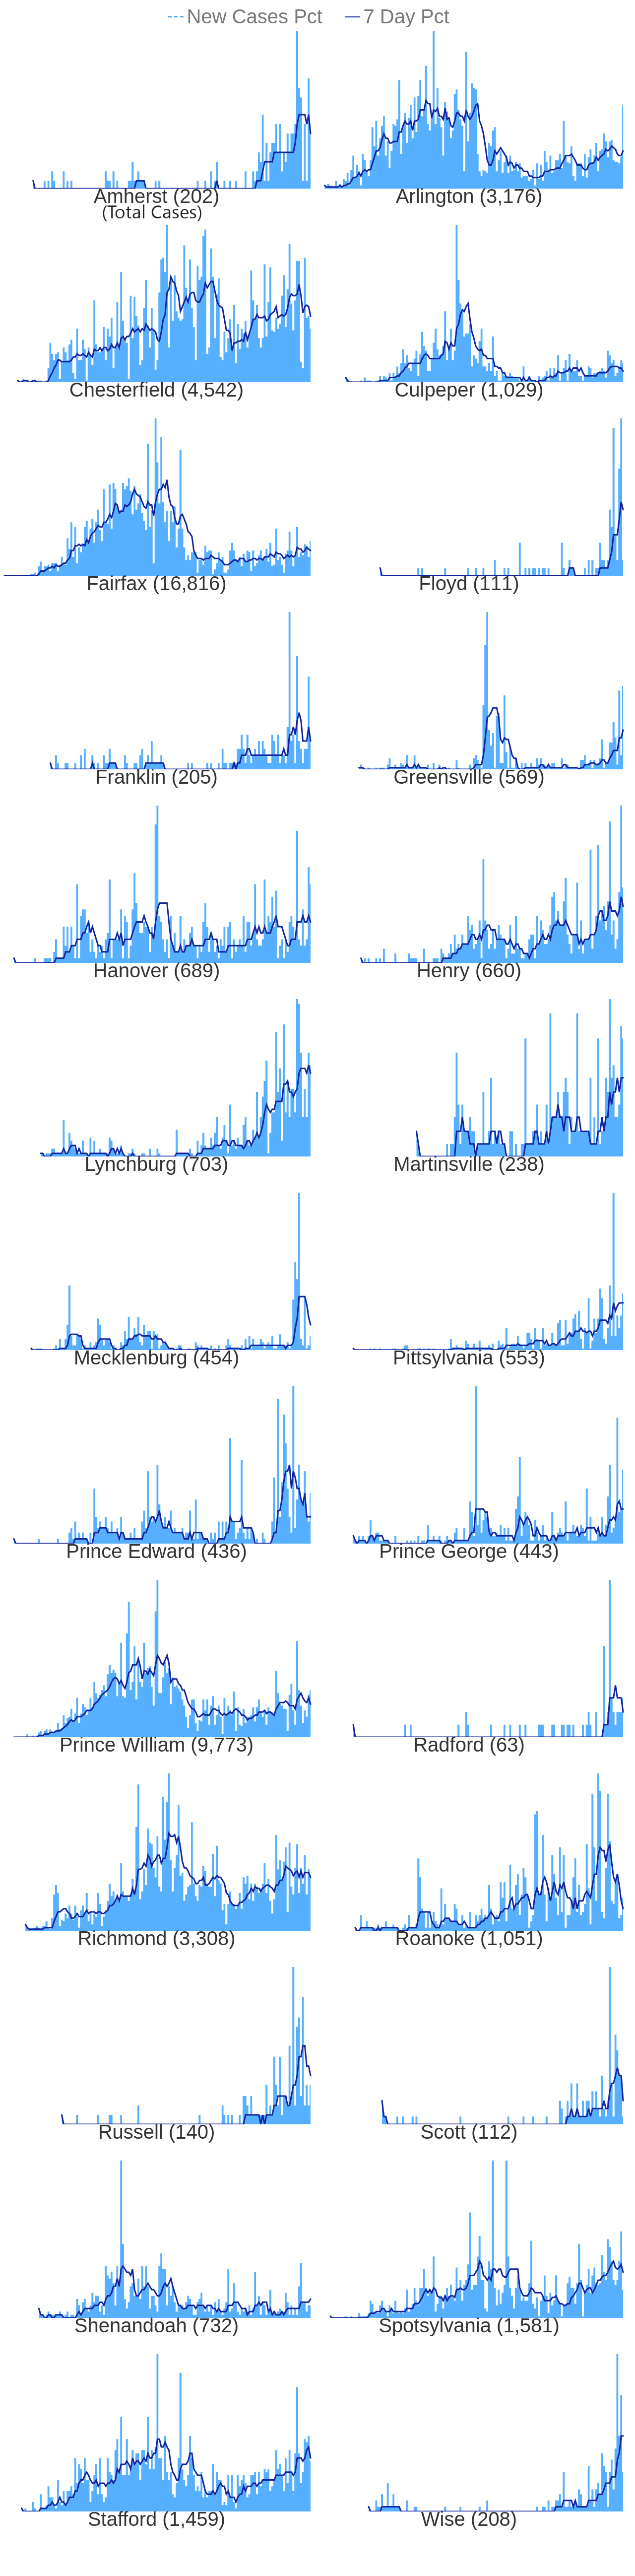 New Cases Pct 7 Day Pct
Amherst (202) Arlington (3,176)
(Total Cases)
Chesterfield (4,542) Culpeper (1,029)
Fairfax (16,816) Floyd (111)
Franklin (205) Greensville (569)
Hanover (689) Henry (660)
Lynchburg (703) Martinsville (238)
Mecklenburg (454) Pittsylvania (553)
Prince Edward (436) Prince George (443)
Prince William (9,773) Radford (63)
Richmond (3,308) Roanoke (1,051)
Russell (140) Scott (112)
Shenandoah (732) Spotsylvania (1,581)
Stafford (1,459) Wise (208)